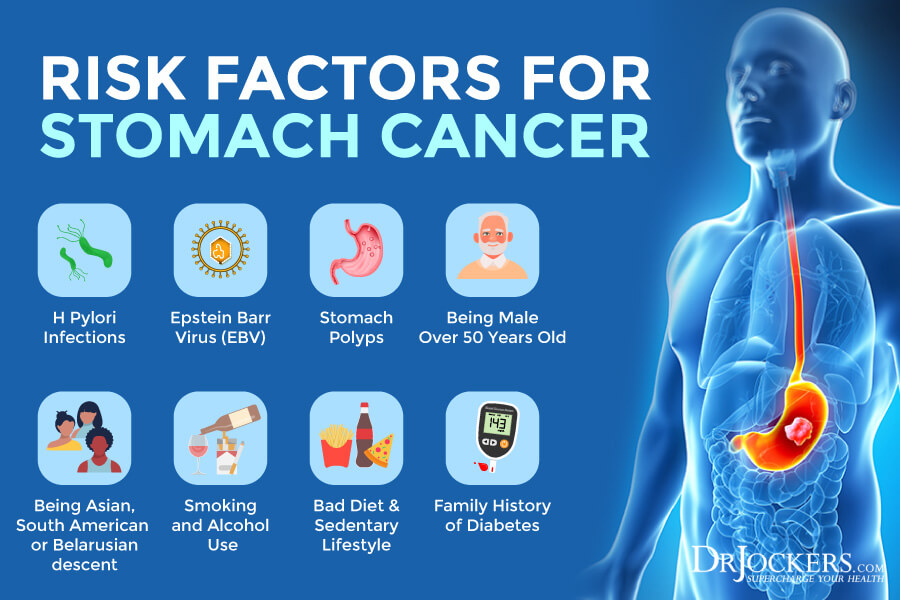 RISK FACTORS FOR
STOMACH CANCER
H Pylori
Infections
Epstein Barr
Virus (EBV)
Stomach
Polyps
Being Male
Over 50 Years Old
Being Asian,
South American
or Belarusian
descent
Smoking
and Alcohol
Use
Bad Diet &
Sedentary
Lifestyle
143
Family History
of Diabetes
DRJOCKERS.COM
SUPERCHARGE YOUR HEALTH